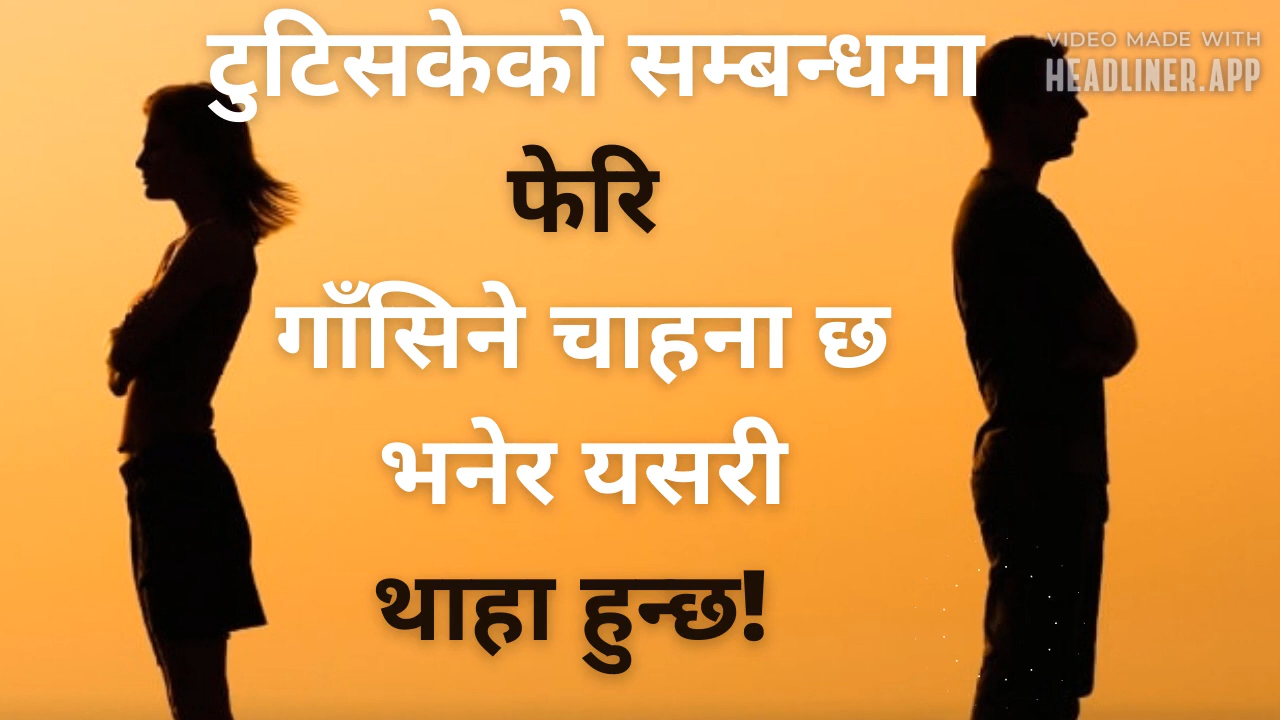 टुटिसकेको सम्बन्धमा
VIDEO MADE WITH
HEADLINER.APP
फेरि
गाँसिने चाहना छ
भनेर यसरी
थाहा हुन्छ!